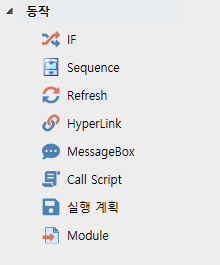 동작
IF
Sequence
Refresh
HyperLink
MessageBox
Call Script
실행 계획
Module